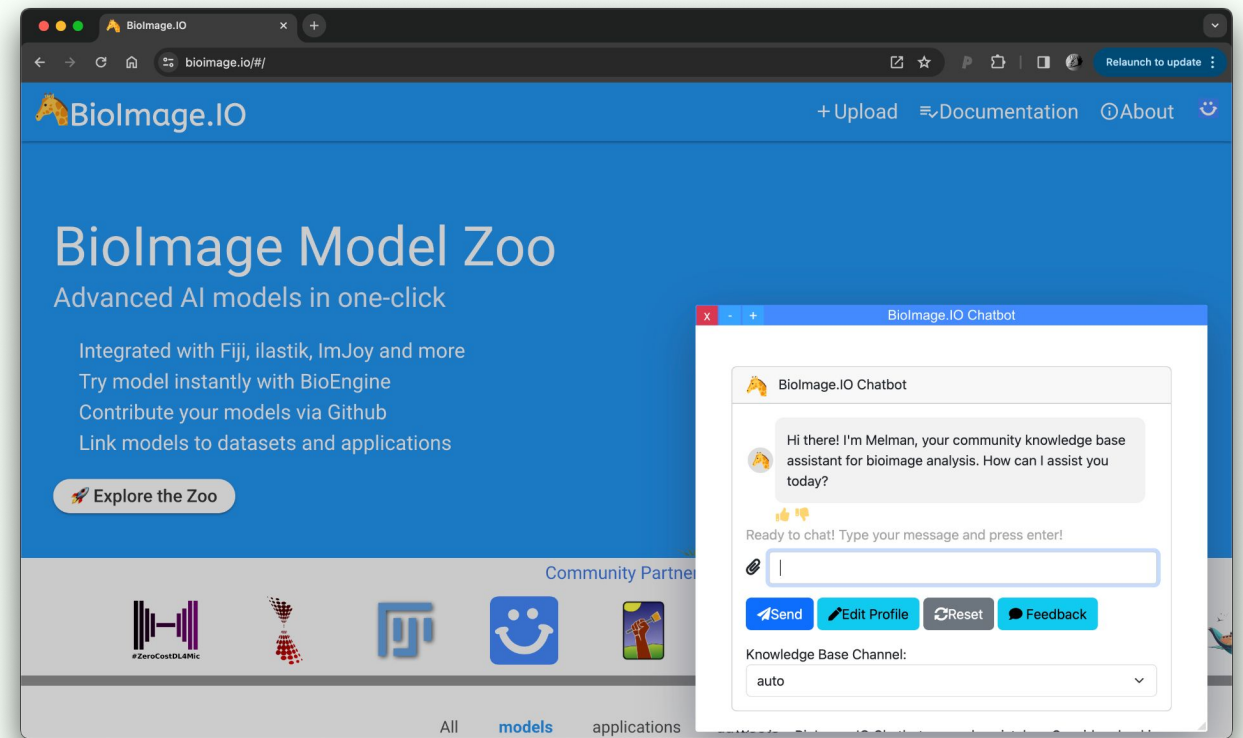 BioImage.IO
bioimage.io/#/
Relaunch to update
BioImage.IO
+Upload
Documentation
About
BioImage Model Zoo
Advanced AI models in one-click
Integrated with Fiji, ilastik, ImJoy and more
Try model instantly with BioEngine
Contribute your models via Github
Link models to datasets and applications
Explore the Zoo
Community Partner
#ZeroCostDL4Mic
All
models
applications
x - +
BioImage.IO Chatbot
BioImage.IO Chatbot
Hi there! I'm Melman, your community knowledge base
assistant for bioimage analysis. How can I assist you
today?
Ready to chat! Type your message and press enter!
Send
Edit Profile
Reset
Feedback
Knowledge Base Channel:
auto